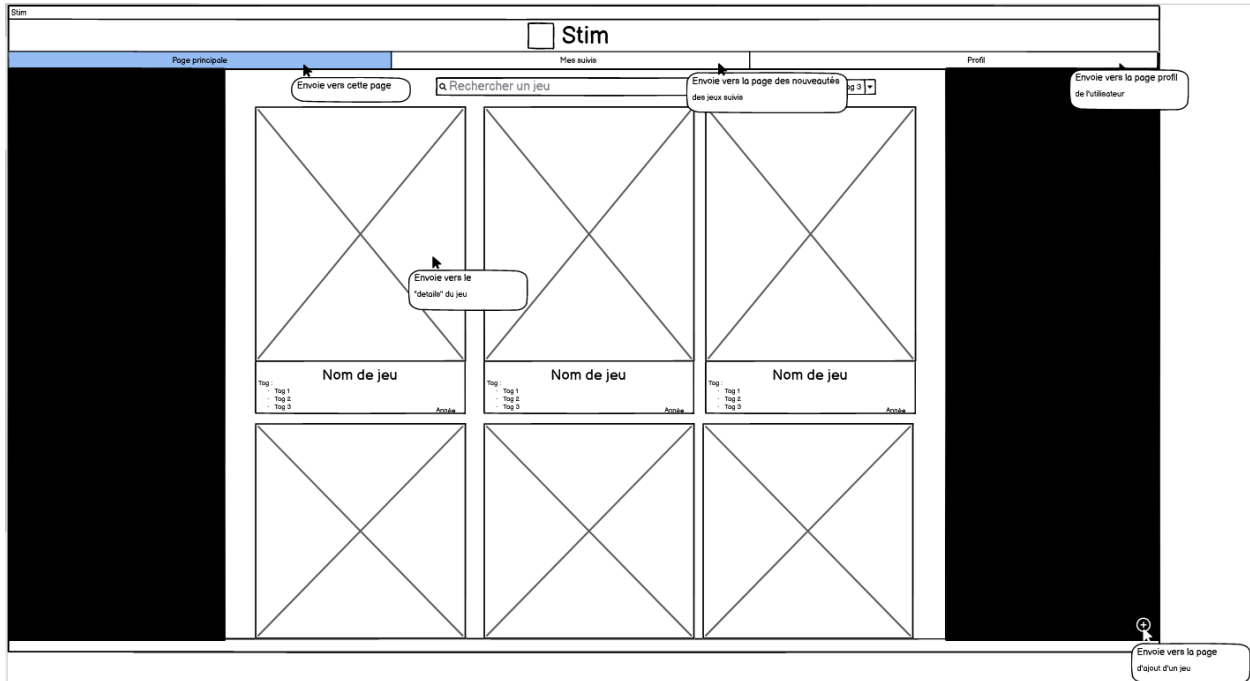 Stim
Stim
Page principale
Mes suivis
Profil
Envoie vers cette page
Rechercher un jeu
Envoie vers la page des nouveautés
des jeux suivis
Tag 3
Envoie vers la page profil
de l'utilisateur
Envoie vers le
"details" du jeu
Nom de jeu
Tag :
- Tag 1
- Tag 2
- Tag 3
Année
Nom de jeu
Tag :
- Tag 1
- Tag 2
- Tag 3
Année
Nom de jeu
Tag :
- Tag 1
- Tag 2
- Tag 3
Année
Envoie vers la page
d'ajout d'un jeu